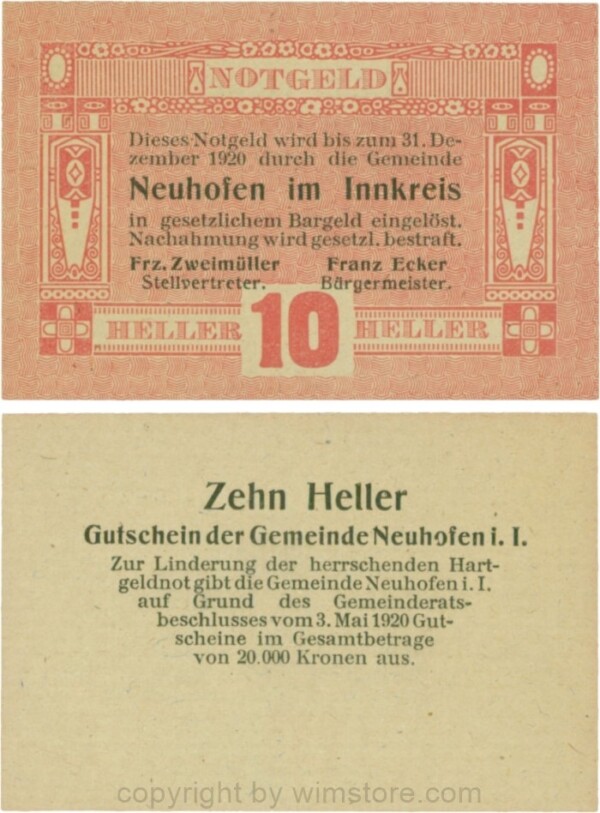 NOTGELD
Dieses Notgeld wird bis zum 31. De-
zember 1920 durch die Gemeinde
Neuhofen im Innkreis
in gesetzlichem Bargeld eingelöst.
Nachahmung wird gesetzl. bestraft.
Frz. Zweimüller Franz Ecker
Stellvertreter. Bürgermeister.
HELLER 10 HELLER
Zehn Heller
Gutschein der Gemeinde Neuhofen i. I.
Zur Linderung der herrschenden Hart-
geldnot gibt die Gemeinde Neuhofen i. I.
auf Grund des Gemeinderats-
beschlusses vom 3. Mai 1920 Gut-
scheine im Gesamtbetrage
von 20.000 Kronen aus.
copyright by wimstore.com